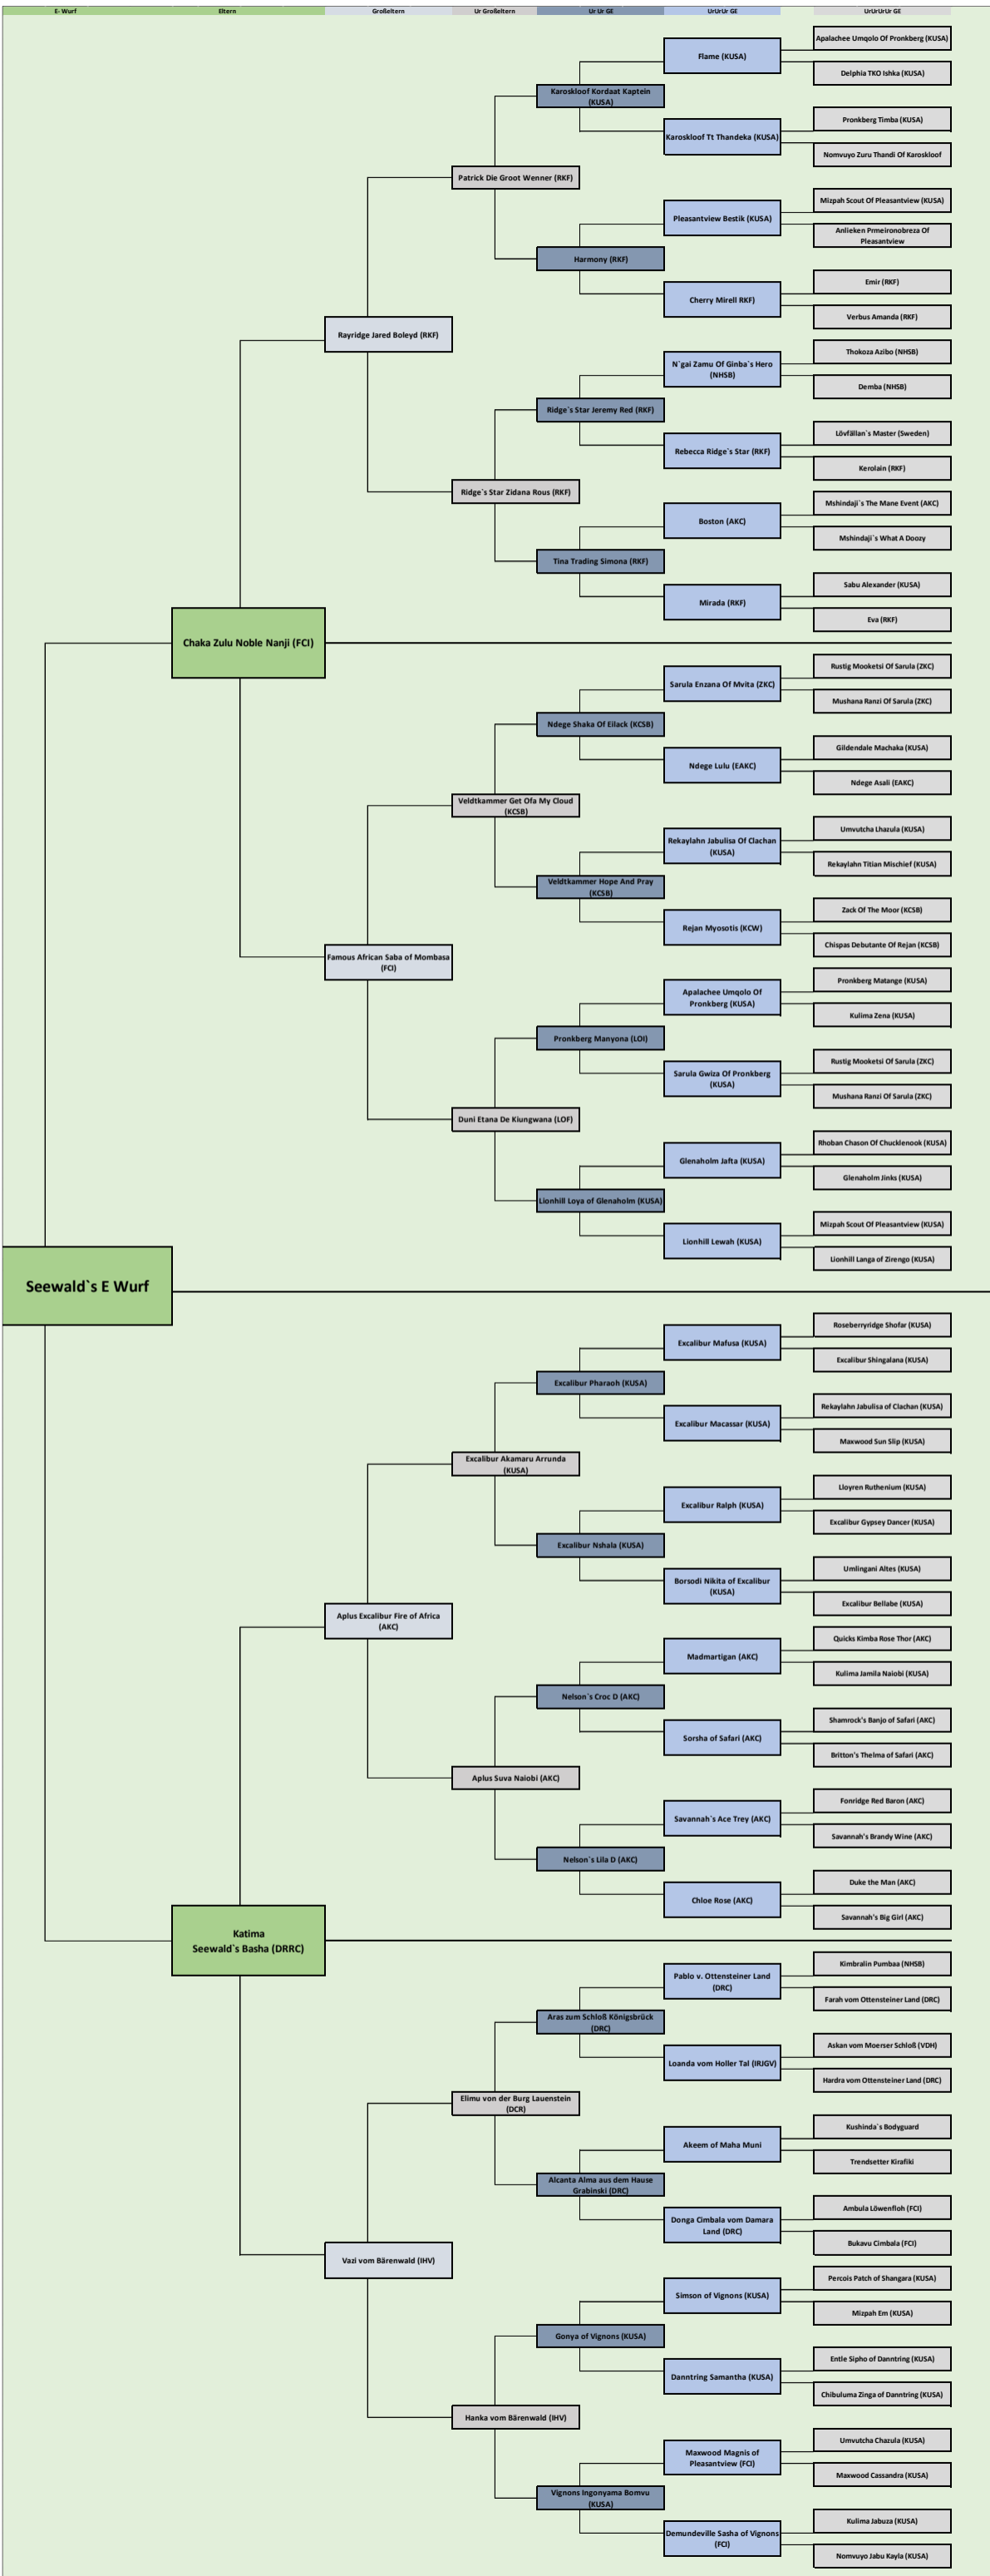 E- Wurf
Eltern
Großeltern
Ur Großeltern
Ur Ur GE
UrUrUr GE
UrUrUrUr GE
Apalachee Umqolo Of Pronkberg (KUSA)
Flame (KUSA)
Delphia TKO Ishka (KUSA)
Karoskloof Kordaat Kaptein
(KUSA)
Pronkberg Timba (KUSA)
Karoskloof Tt Thandeka (KUSA)
Nomvuyo Zuru Thandi Of Karoskloof
Patrick Die Groot Wenner (RKF)
Mizpah Scout Of Pleasantview (KUSA)
Pleasantview Bestik (KUSA)
Anlieken Prmeironobreza Of
Pleasantview
Harmony (RKF)
Emir (RKF)
Cherry Mirell RKF)
Verbus Amanda (RKF)
Rayridge Jared Boleyd (RKF)
Thokoza Azibo (NHSB)
N`gai Zamu Of Ginba`s Hero
(NHSB)
Demba (NHSB)
Ridge`s Star Jeremy Red (RKF)
Lövfällan`s Master (Sweden)
Rebecca Ridge`s Star (RKF)
Kerolain (RKF)
Ridge`s Star Zidana Rous (RKF)
Mshindaji`s The Mane Event (AKC)
Boston (AKC)
Mshindaji`s What A Doozy
Tina Trading Simona (RKF)
Sabu Alexander (KUSA)
Mirada (RKF)
Eva (RKF)
Chaka Zulu Noble Nanji (FCI)
Rustig Mooketsi Of Sarula (ZKC)
Sarula Enzana Of Mvita (ZKC)
Mushana Ranzi Of Sarula (ZKC)
Ndege Shaka Of Eilack (KCSB)
Gildendale Machaka (KUSA)
Ndege Lulu (EAKC)
Ndege Asali (EAKC)
Veldtkammer Get Ofa My Cloud
(KCSB)
Umvutcha Lhazula (KUSA)
Rekaylahn Jabulisa Of Clachan
(KUSA)
Rekaylahn Titian Mischief (KUSA)
Veldtkammer Hope And Pray
(KCSB)
Zack Of The Moor (KCSB)
Rejan Myosotis (KCW)
Chispas Debutante Of Rejan (KCSB)
Famous African Saba of Mombasa
(FCI)
Pronkberg Matange (KUSA)
Apalachee Umqolo Of
Pronkberg (KUSA)
Kulima Zena (KUSA)
Pronkberg Manyona (LOI)
Rustig Mooketsi Of Sarula (ZKC)
Sarula Gwiza Of Pronkberg
(KUSA)
Mushana Ranzi Of Sarula (ZKC)
Duni Etana De Kiungwana (LOF)
Rhoban Chason Of Chucklenook (KUSA)
Glenaholm Jafta (KUSA)
Glenaholm Jinks (KUSA)
Lionhill Loya of Glenaholm (KUSA)
Mizpah Scout Of Pleasantview (KUSA)
Lionhill Lewah (KUSA)
Lionhill Langa of Zirengo (KUSA)
Seewald`s E Wurf
Roseberryridge Shofar (KUSA)
Excalibur Mafusa (KUSA)
Excalibur Shingalana (KUSA)
Excalibur Pharaoh (KUSA)
Rekaylahn Jabulisa of Clachan (KUSA)
Excalibur Macassar (KUSA)
Maxwood Sun Slip (KUSA)
Excalibur Akamaru Arrunda
(KUSA)
Lloyren Ruthenium (KUSA)
Excalibur Ralph (KUSA)
Excalibur Gypsey Dancer (KUSA)
Excalibur Nshala (KUSA)
Umlingani Altes (KUSA)
Borsodi Nikita of Excalibur
(KUSA)
Excalibur Bellabe (KUSA)
Aplus Excalibur Fire of Africa
(AKC)
Quicks Kimba Rose Thor (AKC)
Madmartigan (AKC)
Kulima Jamila Naiobi (KUSA)
Nelson`s Croc D (AKC)
Shamrock's Banjo of Safari (AKC)
Sorsha of Safari (AKC)
Britton's Thelma of Safari (AKC)
Aplus Suva Naiobi (AKC)
Fonridge Red Baron (AKC)
Savannah`s Ace Trey (AKC)
Savannah's Brandy Wine (AKC)
Nelson`s Lila D (AKC)
Duke the Man (AKC)
Chloe Rose (AKC)
Savannah's Big Girl (AKC)
Katima
Seewald`s Basha (DRRC)
Kimbralin Pumbaa (NHSB)
Pablo v. Ottensteiner Land
(DRC)
Farah vom Ottensteiner Land (DRC)
Aras zum Schloß Königsbrück
(DRC)
Askan vom Moerser Schloß (VDH)
Loanda vom Holler Tal (IRJGV)
Hardra vom Ottensteiner Land (DRC)
Elimu von der Burg Lauenstein
(DCR)
Kushinda`s Bodyguard
Akeem of Maha Muni
Trendsetter Kirafiki
Alcanta Alma aus dem Hause
Grabinski (DRC)
Ambula Löwenfloh (FCI)
Donga Cimbala vom Damara
Land (DRC)
Bukavu Cimbala (FCI)
Vazi vom Bärenwald (IHV)
Percois Patch of Shangara (KUSA)
Simson of Vignons (KUSA)
Mizpah Em (KUSA)
Gonya of Vignons (KUSA)
Entle Sipho of Danntring (KUSA)
Danntring Samantha (KUSA)
Chibuluma Zinga of Danntring (KUSA)
Hanka vom Bärenwald (IHV)
Umvutcha Chazula (KUSA)
Maxwood Magnis of
Pleasantview (FCI)
Maxwood Cassandra (KUSA)
Vignons Ingonyama Bomvu
(KUSA)
Kulima Jabuza (KUSA)
Demundeville Sasha of Vignons
(FCI)
Nomvuyo Jabu Kayla (KUSA)